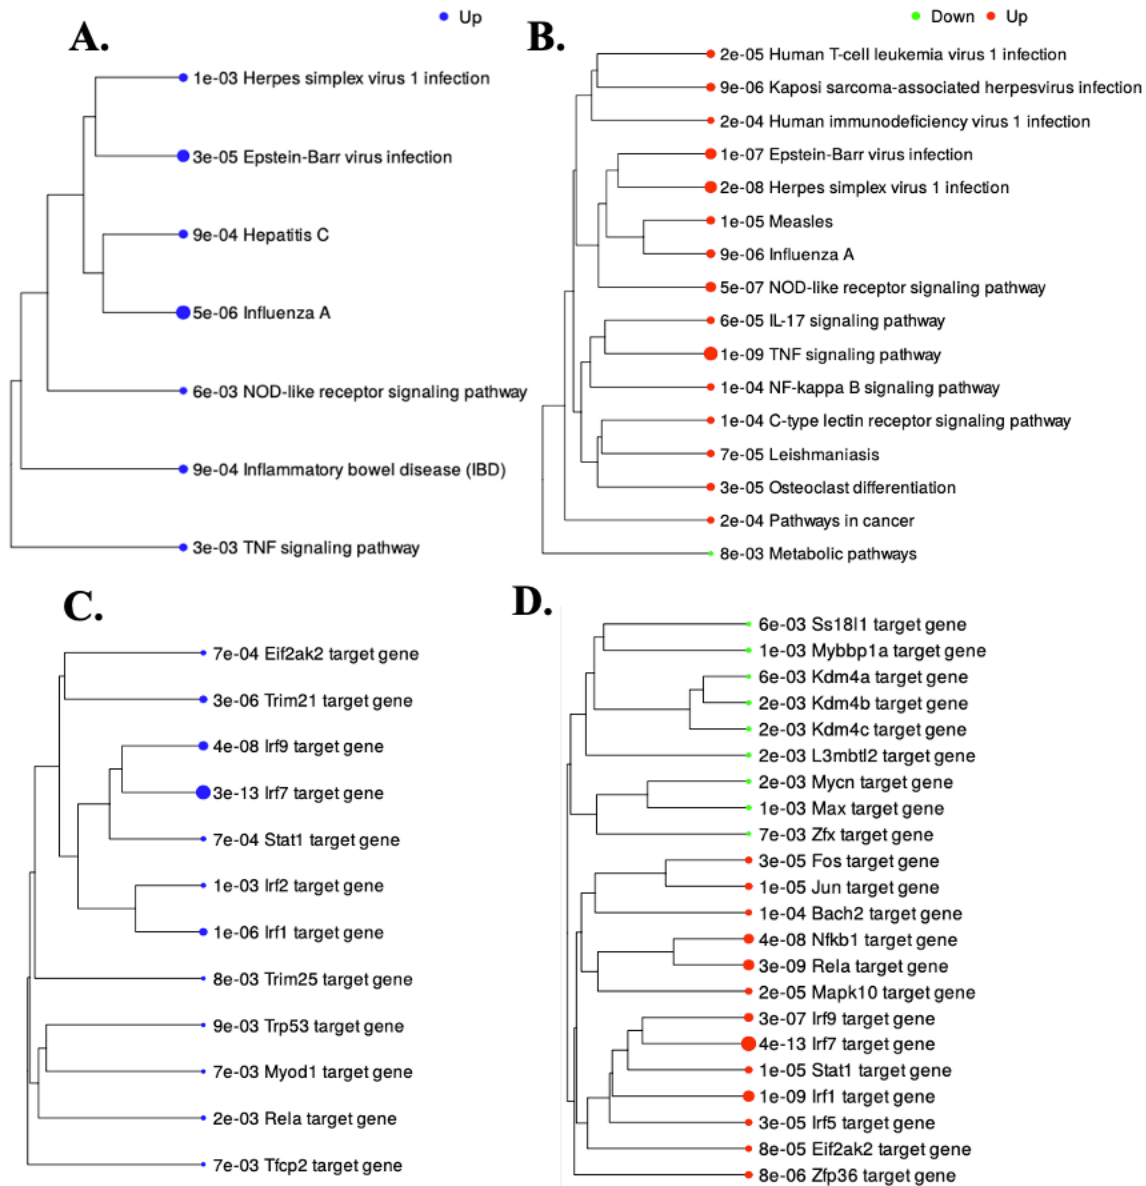 A.
Up
1e-03 Herpes simplex virus 1 infection
3e-05 Epstein-Barr virus infection
9e-04 Hepatitis C
5e-06 Influenza A
6e-03 NOD-like receptor signaling pathway
9e-04 Inflammatory bowel disease (IBD)
3e-03 TNF signaling pathway
B.
Down Up
2e-05 Human T-cell leukemia virus 1 infection
9e-06 Kaposi sarcoma-associated herpesvirus infection
2e-04 Human immunodeficiency virus 1 infection
1e-07 Epstein-Barr virus infection
2e-08 Herpes simplex virus 1 infection
1e-05 Measles
9e-06 Influenza A
5e-07 NOD-like receptor signaling pathway
6e-05 IL-17 signaling pathway
1e-09 TNF signaling pathway
1e-04 NF-kappa B signaling pathway
1e-04 C-type lectin receptor signaling pathway
7e-05 Leishmaniasis
3e-05 Osteoclast differentiation
2e-04 Pathways in cancer
8e-03 Metabolic pathways
C.
7e-04 Eif2ak2 target gene
3e-06 Trim21 target gene
4e-08 Irf9 target gene
3e-13 Irf7 target gene
7e-04 Stat1 target gene
1e-03 Irf2 target gene
1e-06 Irf1 target gene
8e-03 Trim25 target gene
9e-03 Trp53 target gene
7e-03 Myod1 target gene
2e-03 Rela target gene
7e-03 Tfcp2 target gene
D.
6e-03 Ss18l1 target gene
1e-03 Mybbp1a target gene
6e-03 Kdm4a target gene
2e-03 Kdm4b target gene
2e-03 Kdm4c target gene
2e-03 L3mbtl2 target gene
2e-03 Mycn target gene
1e-03 Max target gene
7e-03 Zfx target gene
3e-05 Fos target gene
1e-05 Jun target gene
1e-04 Bach2 target gene
4e-08 Nfkb1 target gene
3e-09 Rela target gene
2e-05 Mapk10 target gene
3e-07 Irf9 target gene
4e-13 Irf7 target gene
1e-05 Stat1 target gene
1e-09 Irf1 target gene
3e-05 Irf5 target gene
8e-05 Eif2ak2 target gene
8e-06 Zfp36 target gene